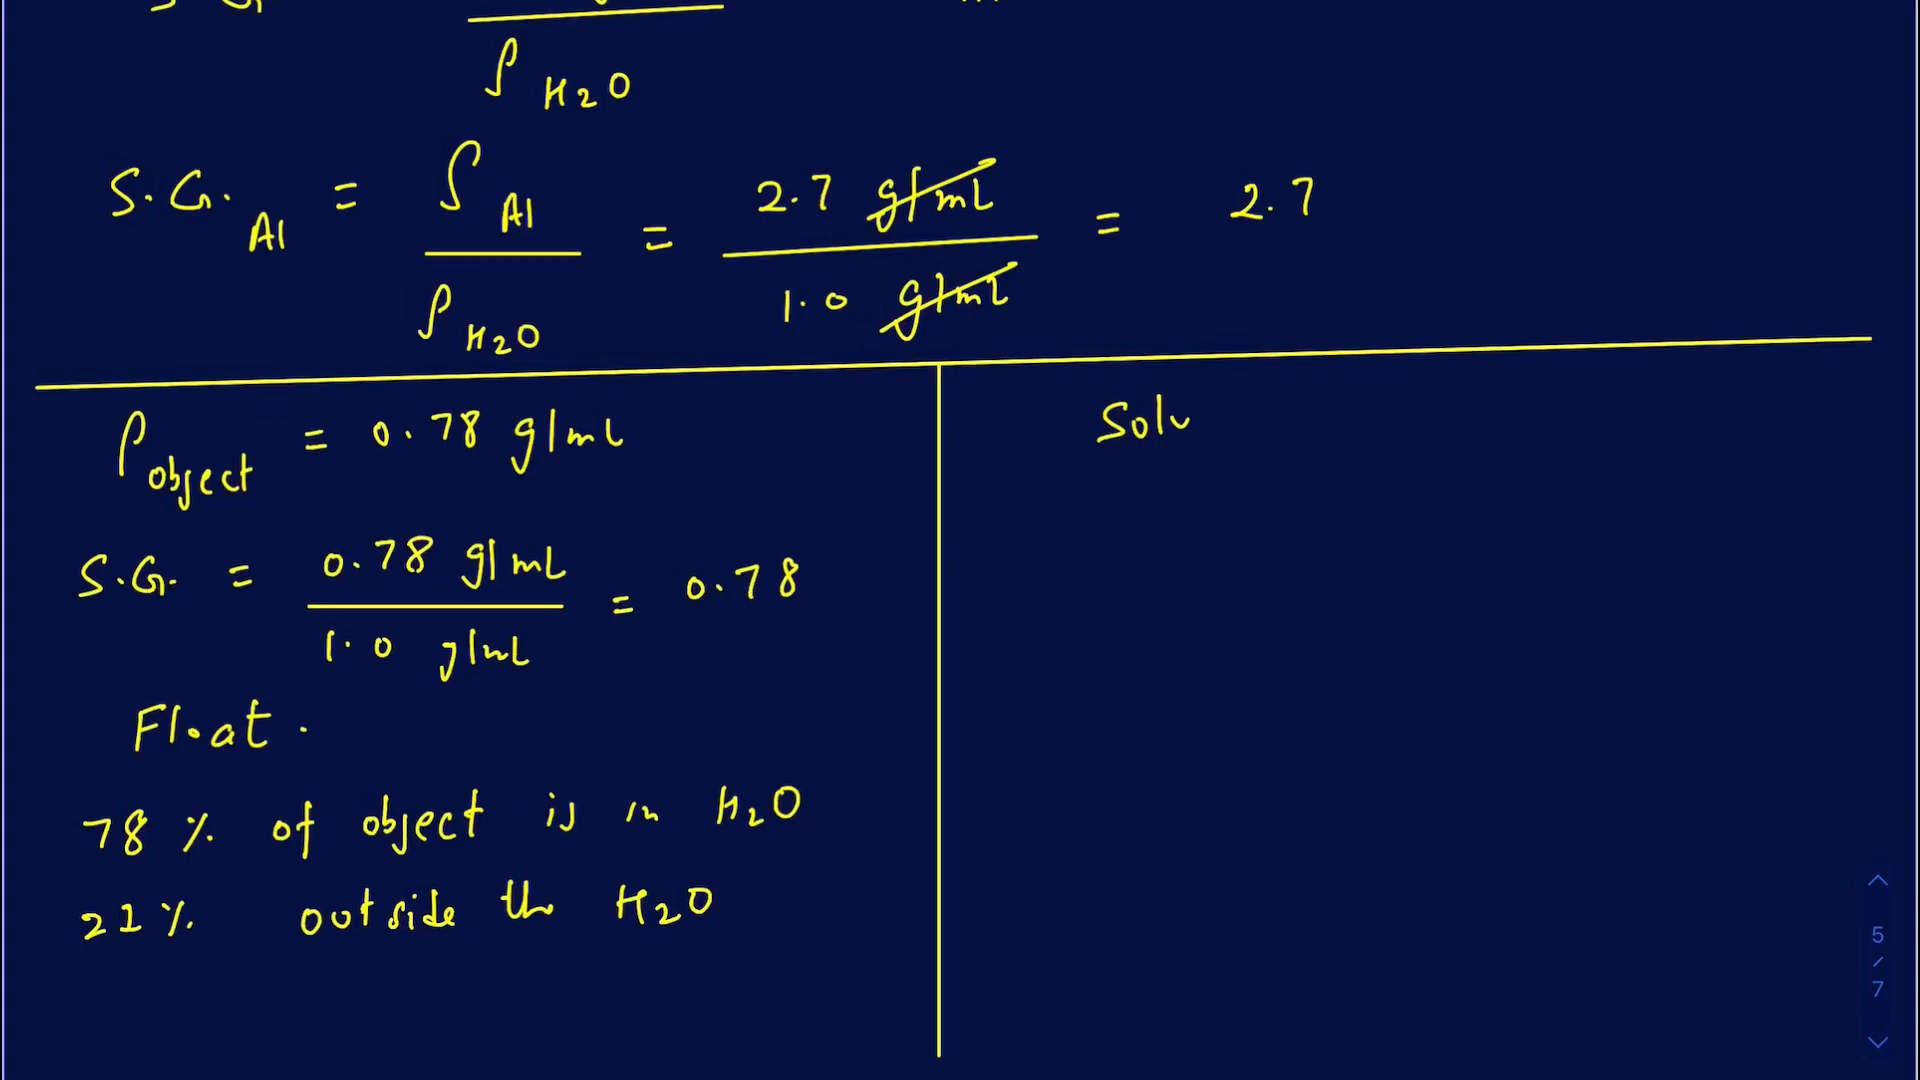 ρ H2O
S.G. Al = ρ Al / ρ H2O = 2.7 g/mL / 1.0 g/mL = 2.7
ρ object = 0.78 g/mL
S.G. = 0.78 g/mL / 1.0 g/mL = 0.78
Float.
78 % of object is in H2O
22 % outside the H2O
Solv
5
/
7